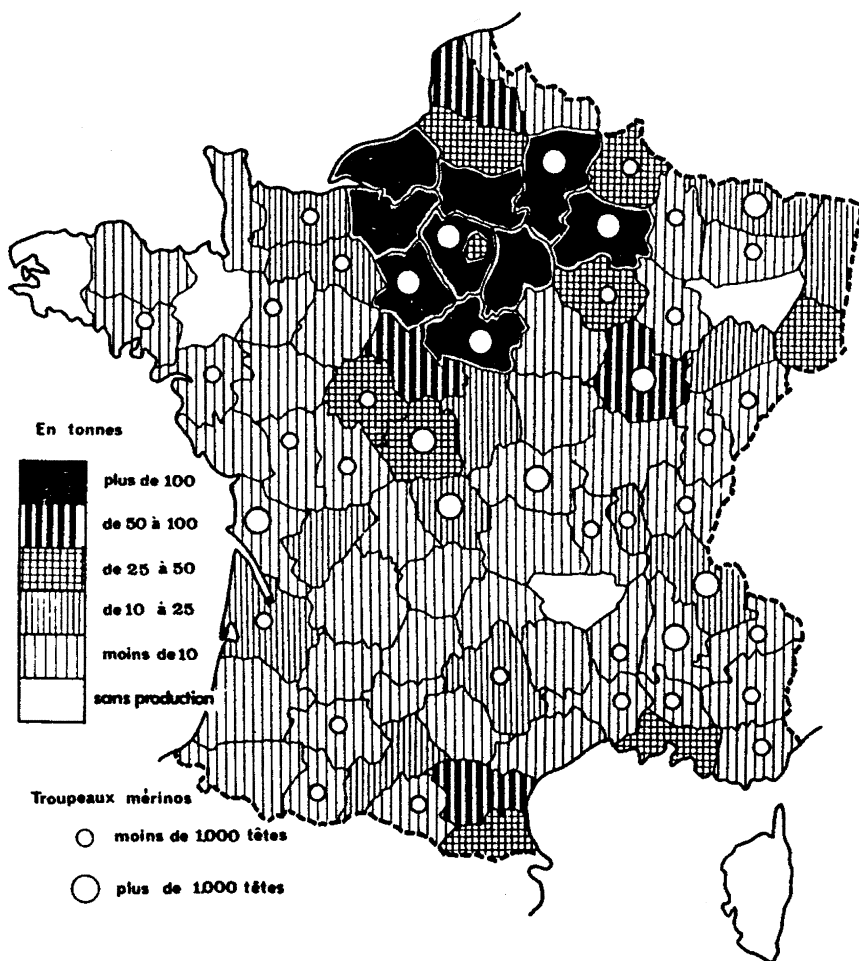 En tonnes
plus de 100
de 50 à 100
de 25 à 50
de 10 à 25
moins de 10
sans production
Troupeaux mérinos
moins de 1.000 têtes
plus de 1.000 têtes